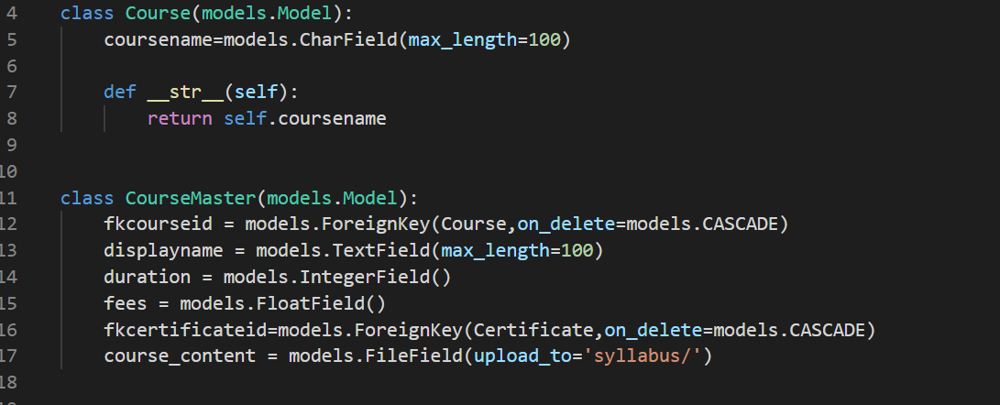 4 class Course(models.Model):
5 coursename=models.CharField(max_length=100)
6
7 def __str__(self):
8 return self.coursename
9
10
11 class CourseMaster(models.Model):
12 fkcourseid = models.ForeignKey(Course,on_delete=models.CASCADE)
13 displayname = models.TextField(max_length=100)
14 duration = models.IntegerField()
15 fees = models.FloatField()
16 fkcertificateid=models.ForeignKey(Certificate,on_delete=models.CASCADE)
17 course_content = models.FileField(upload_to='syllabus/')
18